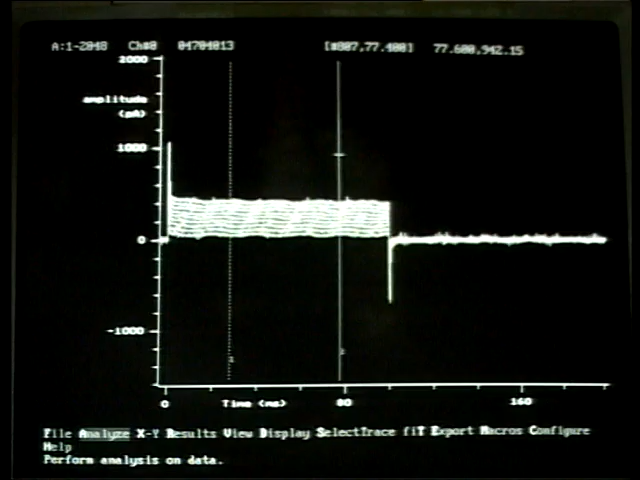 A:1-2048 Ch#0 04704013 [#807,77.400] 77.600,942.15
2000
amplitude
(pA)
1000
0
-1000
1
2
0 Time (ms) 80 160
File Analyze X-Y Results View Display SelectTrace fiT Export Macros Configure
Help
Perform analysis on data.